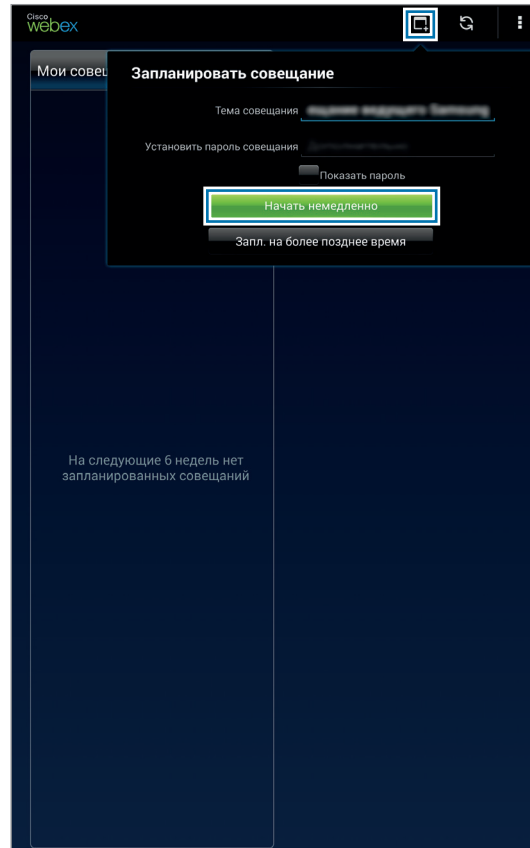 Cisco
webex
Мои совещ
Запланировать совещание
Тема совещания
Установить пароль совещания
Показать пароль
Начать немедленно
Запл. на более позднее время
На следующие 6 недель нет
запланированных совещаний